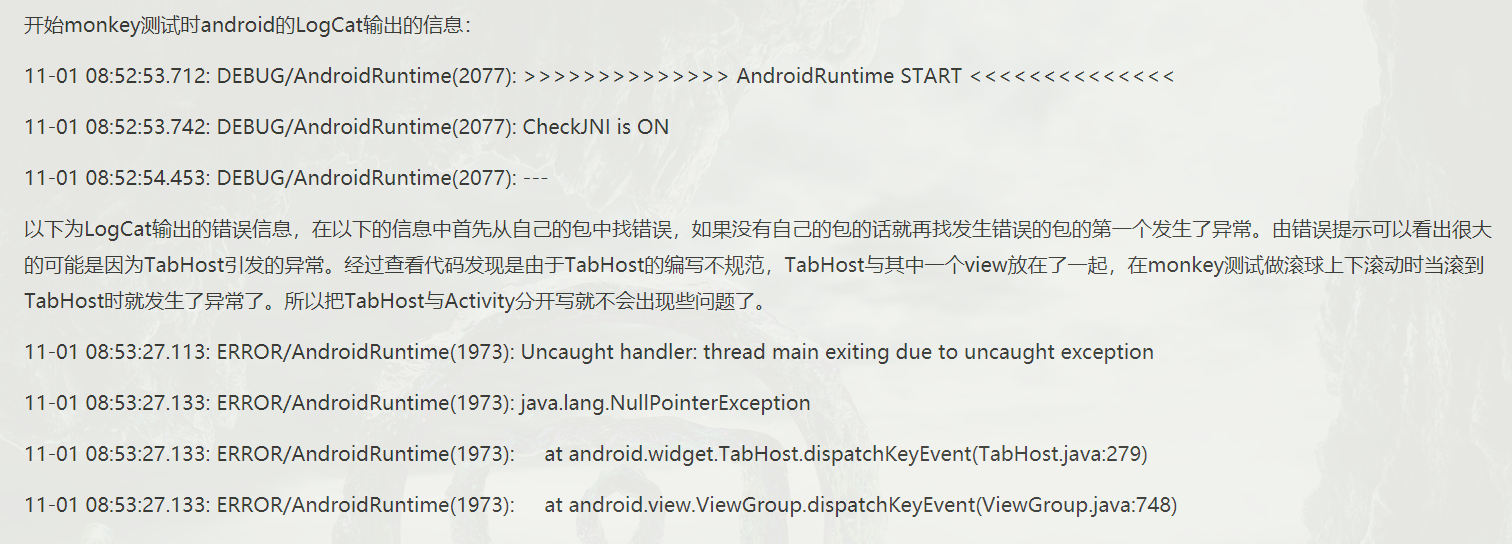 开始monkey测试时android的LogCat输出的信息：
11-01 08:52:53.712: DEBUG/AndroidRuntime(2077): >>>>>>>>>>>>>> AndroidRuntime START <<<<<<<<<<<<<<
11-01 08:52:53.742: DEBUG/AndroidRuntime(2077): CheckJNI is ON
11-01 08:52:54.453: DEBUG/AndroidRuntime(2077): ---
以下为LogCat输出的错误信息，在以下的信息中首先从自己的包中找错误，如果没有自己的包的话就再找发生错误的包的第一个发生了异常。由错误提示可以看出很大
的可能是因为TabHost引发的异常。经过查看代码发现是由于TabHost的编写不规范，TabHost与其中一个view放在了一起，在monkey测试做滚球上下滚动时当滚到
TabHost时就发生了异常了。所以把TabHost与Activity分开写就不会出现些问题了。
11-01 08:53:27.113: ERROR/AndroidRuntime(1973): Uncaught handler: thread main exiting due to uncaught exception
11-01 08:53:27.133: ERROR/AndroidRuntime(1973): java.lang.NullPointerException
11-01 08:53:27.133: ERROR/AndroidRuntime(1973):     at android.widget.TabHost.dispatchKeyEvent(TabHost.java:279)
11-01 08:53:27.133: ERROR/AndroidRuntime(1973):     at android.view.ViewGroup.dispatchKeyEvent(ViewGroup.java:748)